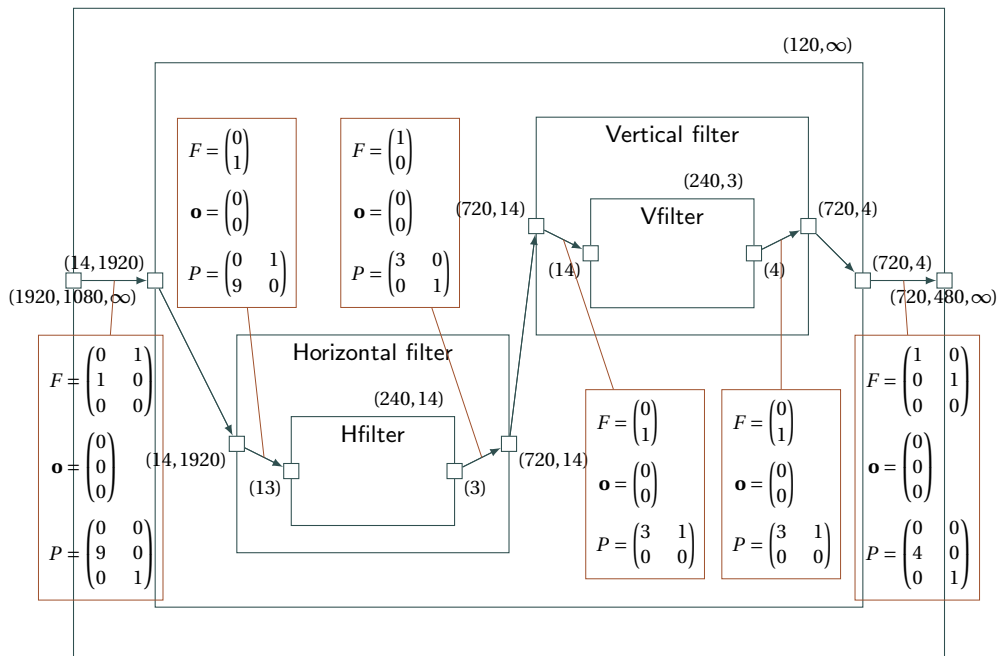 (120,∞)
F = (0 1)
o = (0 0)
P = (0 1 9 0)
F = (1 0)
o = (0 0)
P = (3 0 0 1)
Vertical filter
(240,3)
Vfilter
(720,14)
(720,4)
(14)
(4)
(14,1920)
(1920,1080,∞)
(720,4)
(720,480,∞)
Horizontal filter
(240,14)
Hfilter
(14,1920)
(13)
(3)
(720,14)
F = (0 1 1 0 0 0)
o = (0 0 0)
P = (0 0 9 0 0 1)
F = (0 1)
o = (0 0)
P = (3 1 0 0)
F = (0 1)
o = (0 0)
P = (3 1 0 0)
F = (1 0 0 1 0 0)
o = (0 0 0)
P = (0 0 4 0 0 1)